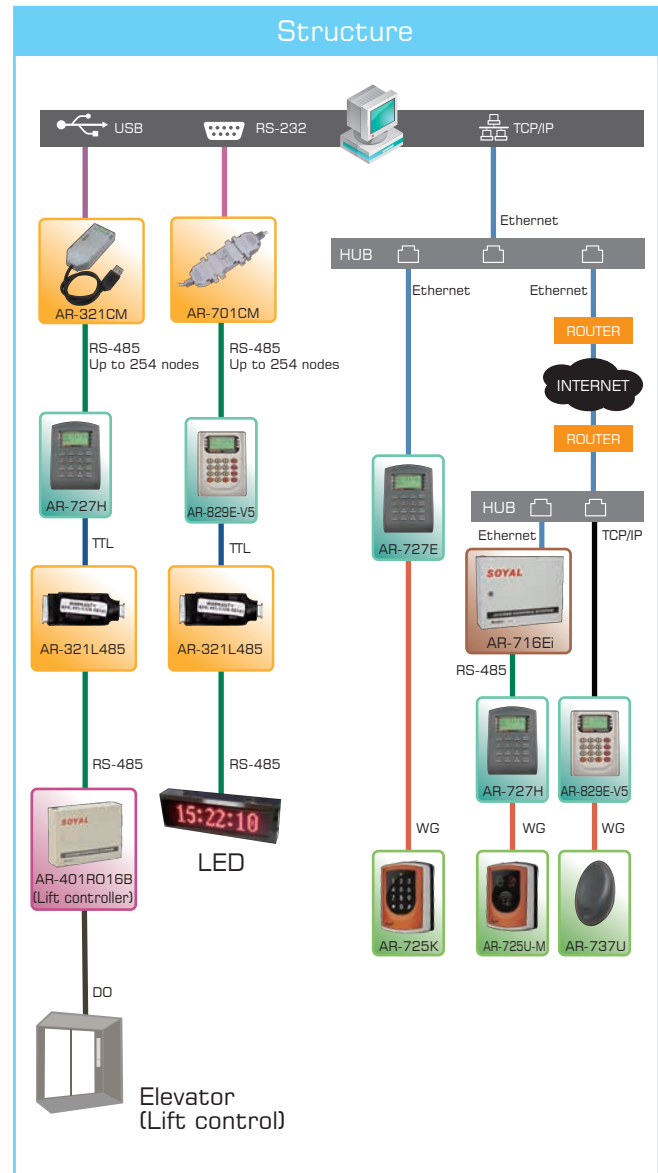 Structure
USB
RS-232
TCP/IP
Ethernet
HUB
Ethernet
Ethernet
AR-321CM
AR-701CM
ROUTER
RS-485
Up to 254 nodes
RS-485
Up to 254 nodes
INTERNET
ROUTER
AR-727H
AR-829E-V5
HUB
Ethernet
TCP/IP
TTL
TTL
AR-727E
SOYAL
WARRANTY
WARRANTY
AR-321L485
AR-321L485
AR-716Ei
RS-485
RS-485
RS-485
AR-727H
AR-829E-V5
15:22:10
SOYAL
WG
WG
WG
LED
AR-401RO16B
(Lift controller)
AR-725K
AR-725U-M
AR-737U
DO
Elevator
(Lift control)